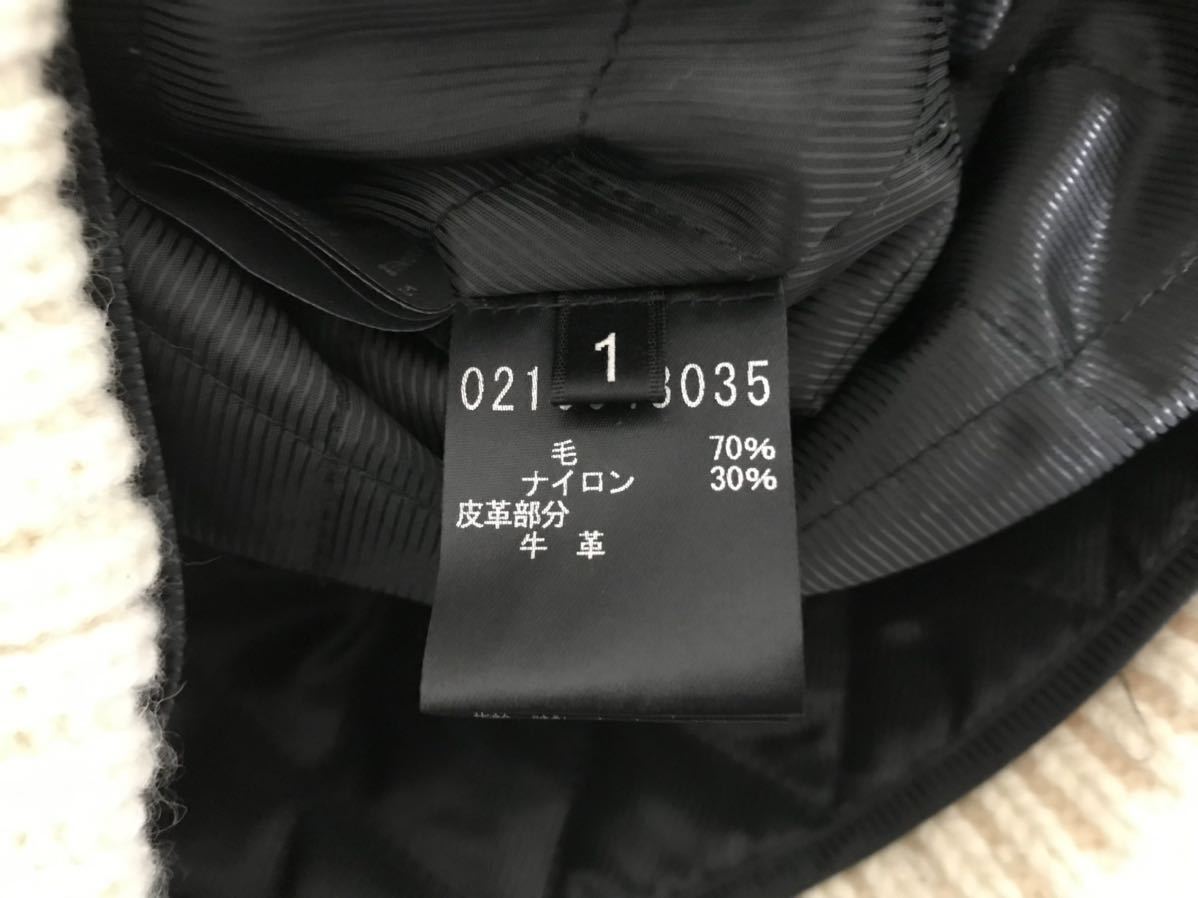 1
021 3035
毛 70%
ナイロン 30%
皮革部分
牛 革